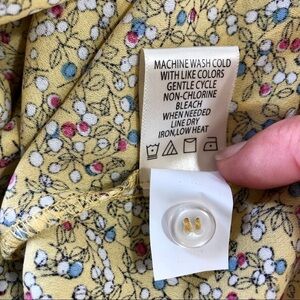 MACHINE WASH COLD
WITH LIKE COLORS
GENTLE CYCLE
NON-CHLORINE
BLEACH
WHEN NEEDED
LINE DRY
IRON,LOW HEAT